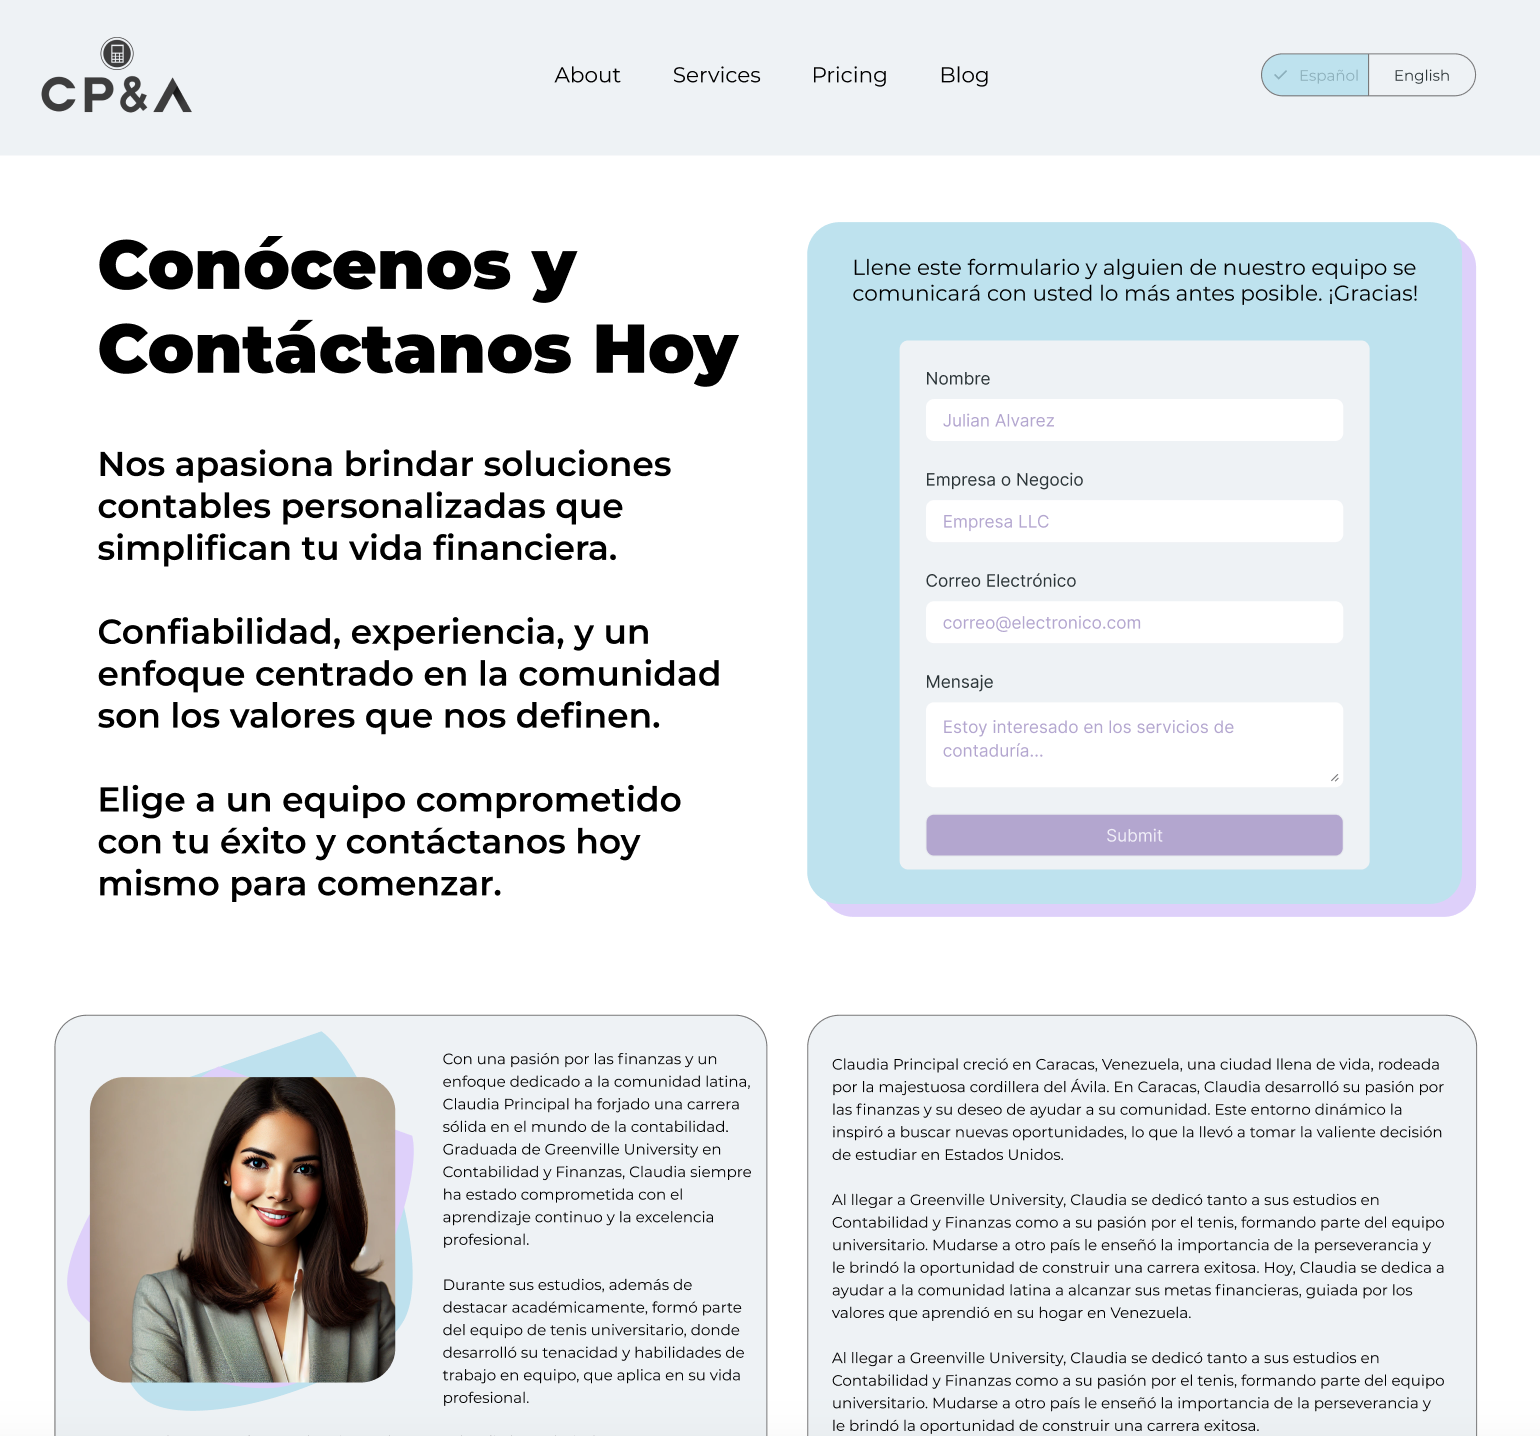 CP&A
About
Services
Pricing
Blog
Español
English
Conócenos y
Contáctanos Hoy
Nos apasiona brindar soluciones
contables personalizadas que
simplifican tu vida financiera.
Confiabilidad, experiencia, y un
enfoque centrado en la comunidad
son los valores que nos definen.
Elige a un equipo comprometido
con tu éxito y contáctanos hoy
mismo para comenzar.
Llene este formulario y alguien de nuestro equipo se
comunicará con usted lo más antes posible. ¡Gracias!
Nombre
Julian Alvarez
Empresa o Negocio
Empresa LLC
Correo Electrónico
correo@electronico.com
Mensaje
Estoy interesado en los servicios de
contaduría...
Submit
Con una pasión por las finanzas y un
enfoque dedicado a la comunidad latina,
Claudia Principal ha forjado una carrera
sólida en el mundo de la contabilidad.
Graduada de Greenville University en
Contabilidad y Finanzas, Claudia siempre
ha estado comprometida con el
aprendizaje continuo y la excelencia
profesional.
Durante sus estudios, además de
destacar académicamente, formó parte
del equipo de tenis universitario, donde
desarrolló su tenacidad y habilidades de
trabajo en equipo, que aplica en su vida
profesional.
Claudia Principal creció en Caracas, Venezuela, una ciudad llena de vida, rodeada
por la majestuosa cordillera del Ávila. En Caracas, Claudia desarrolló su pasión por
las finanzas y su deseo de ayudar a su comunidad. Este entorno dinámico la
inspiró a buscar nuevas oportunidades, lo que la llevó a tomar la valiente decisión
de estudiar en Estados Unidos.
Al llegar a Greenville University, Claudia se dedicó tanto a sus estudios en
Contabilidad y Finanzas como a su pasión por el tenis, formando parte del equipo
universitario. Mudarse a otro país le enseñó la importancia de la perseverancia y
le brindó la oportunidad de construir una carrera exitosa. Hoy, Claudia se dedica a
ayudar a la comunidad latina a alcanzar sus metas financieras, guiada por los
valores que aprendió en su hogar en Venezuela.
Al llegar a Greenville University, Claudia se dedicó tanto a sus estudios en
Contabilidad y Finanzas como a su pasión por el tenis, formando parte del equipo
universitario. Mudarse a otro país le enseñó la importancia de la perseverancia y
le brindó la oportunidad de construir una carrera exitosa.